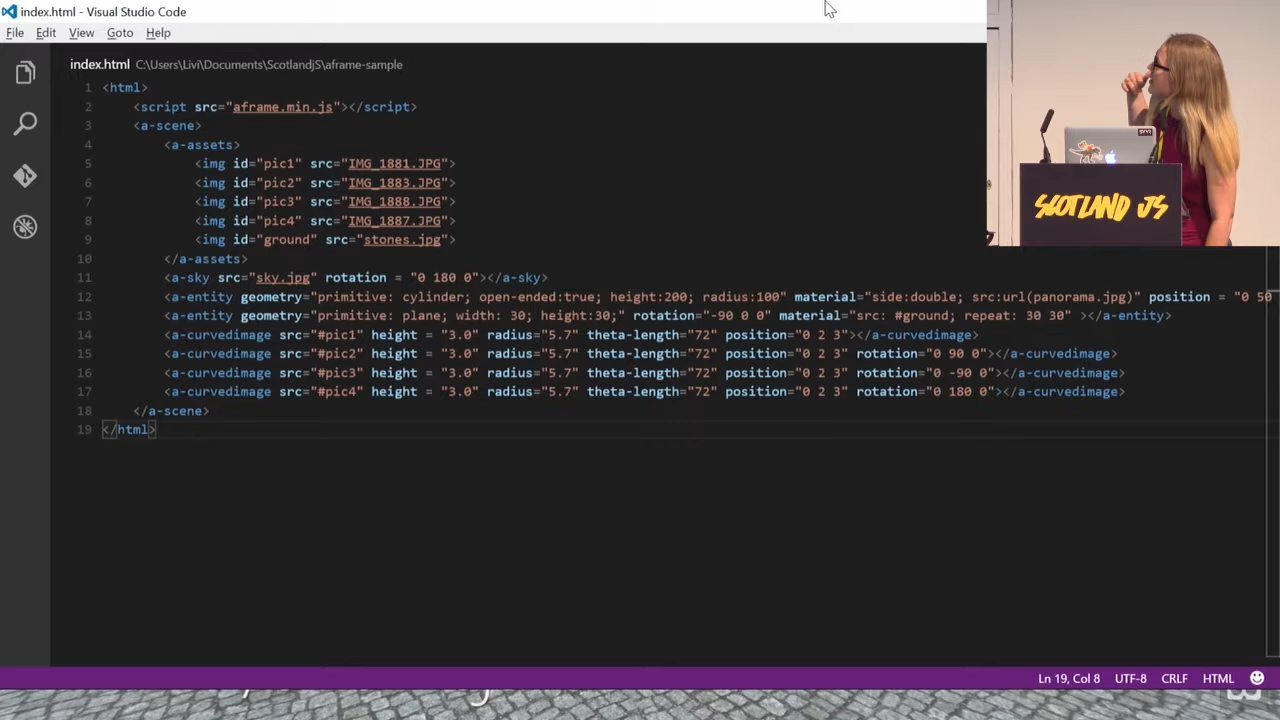 index.html - Visual Studio Code
File Edit View Goto Help
index.html C:\Users\Livi\Documents\ScotlandjS\aframe-sample
1 <html>
2 <script src="aframe.min.js"></script>
3 <a-scene>
4 <a-assets>
5 <img id="pic1" src="IMG_1881.JPG">
6 <img id="pic2" src="IMG_1883.JPG">
7 <img id="pic3" src="IMG_1888.JPG">
8 <img id="pic4" src="IMG_1887.JPG">
9 <img id="ground" src="stones.jpg">
10 </a-assets>
11 <a-sky src="sky.jpg" rotation = "0 180 0"></a-sky>
12 <a-entity geometry="primitive: cylinder; open-ended:true; height:200; radius:100" material="side:double; src:url(panorama.jpg)" position = "0 50
13 <a-entity geometry="primitive: plane; width: 30; height:30;" rotation="-90 0 0" material="src: #ground; repeat: 30 30" ></a-entity>
14 <a-curvedimage src="#pic1" height = "3.0" radius="5.7" theta-length="72" position="0 2 3"></a-curvedimage>
15 <a-curvedimage src="#pic2" height = "3.0" radius="5.7" theta-length="72" position="0 2 3" rotation="0 90 0"></a-curvedimage>
16 <a-curvedimage src="#pic3" height = "3.0" radius="5.7" theta-length="72" position="0 2 3" rotation="0 -90 0"></a-curvedimage>
17 <a-curvedimage src="#pic4" height = "3.0" radius="5.7" theta-length="72" position="0 2 3" rotation="0 180 0"></a-curvedimage>
18 </a-scene>
19 </html>
SCOTLAND JS
Ln 19, Col 8 UTF-8 CRLF HTML